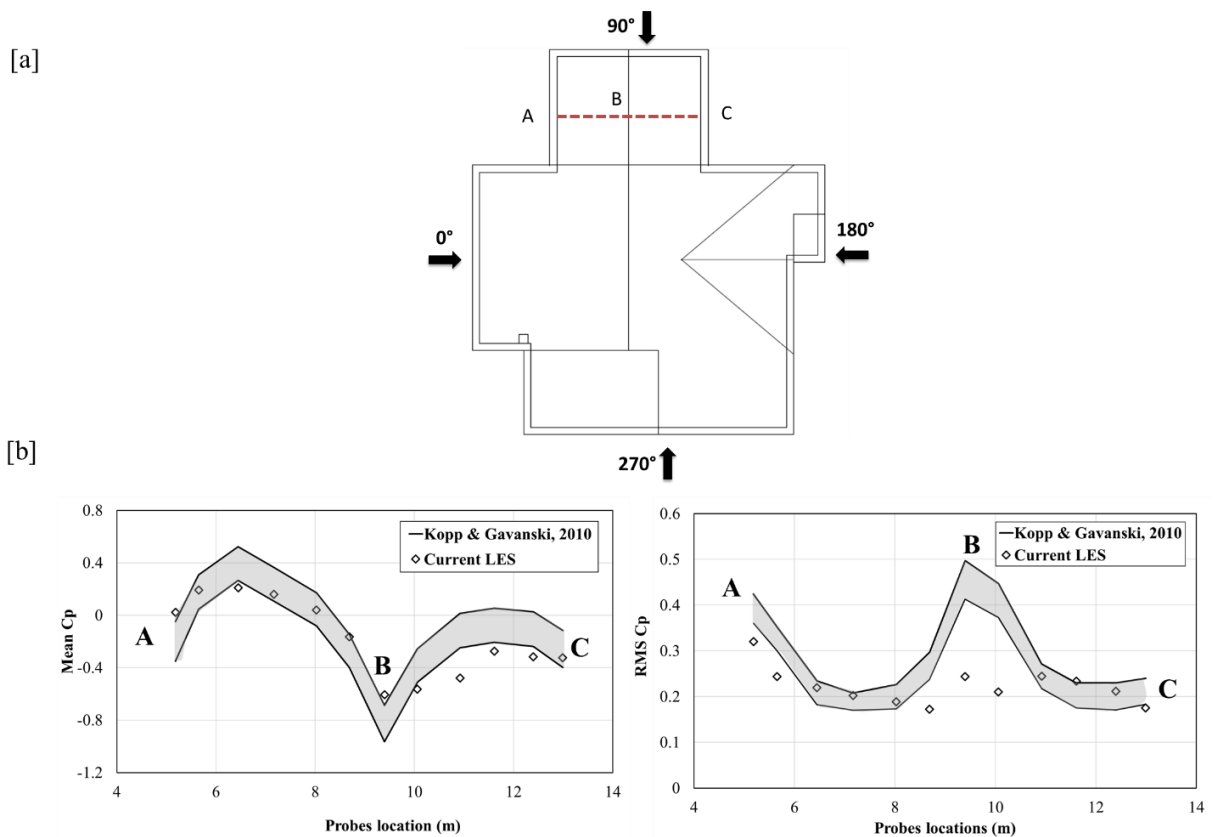 [a]
90°
A
B
C
0°
180°
270°
[b]
0.8
0.4
0
-0.4
-0.8
-1.2
Mean Cp
4
6
8
10
12
14
Probes location (m)
Kopp & Gavanski, 2010
Current LES
A
B
C
0.6
0.5
0.4
0.3
0.2
0.1
0
RMS Cp
4
6
8
10
12
14
Probes locations (m)
Kopp & Gavanski, 2010
Current LES
A
B
C